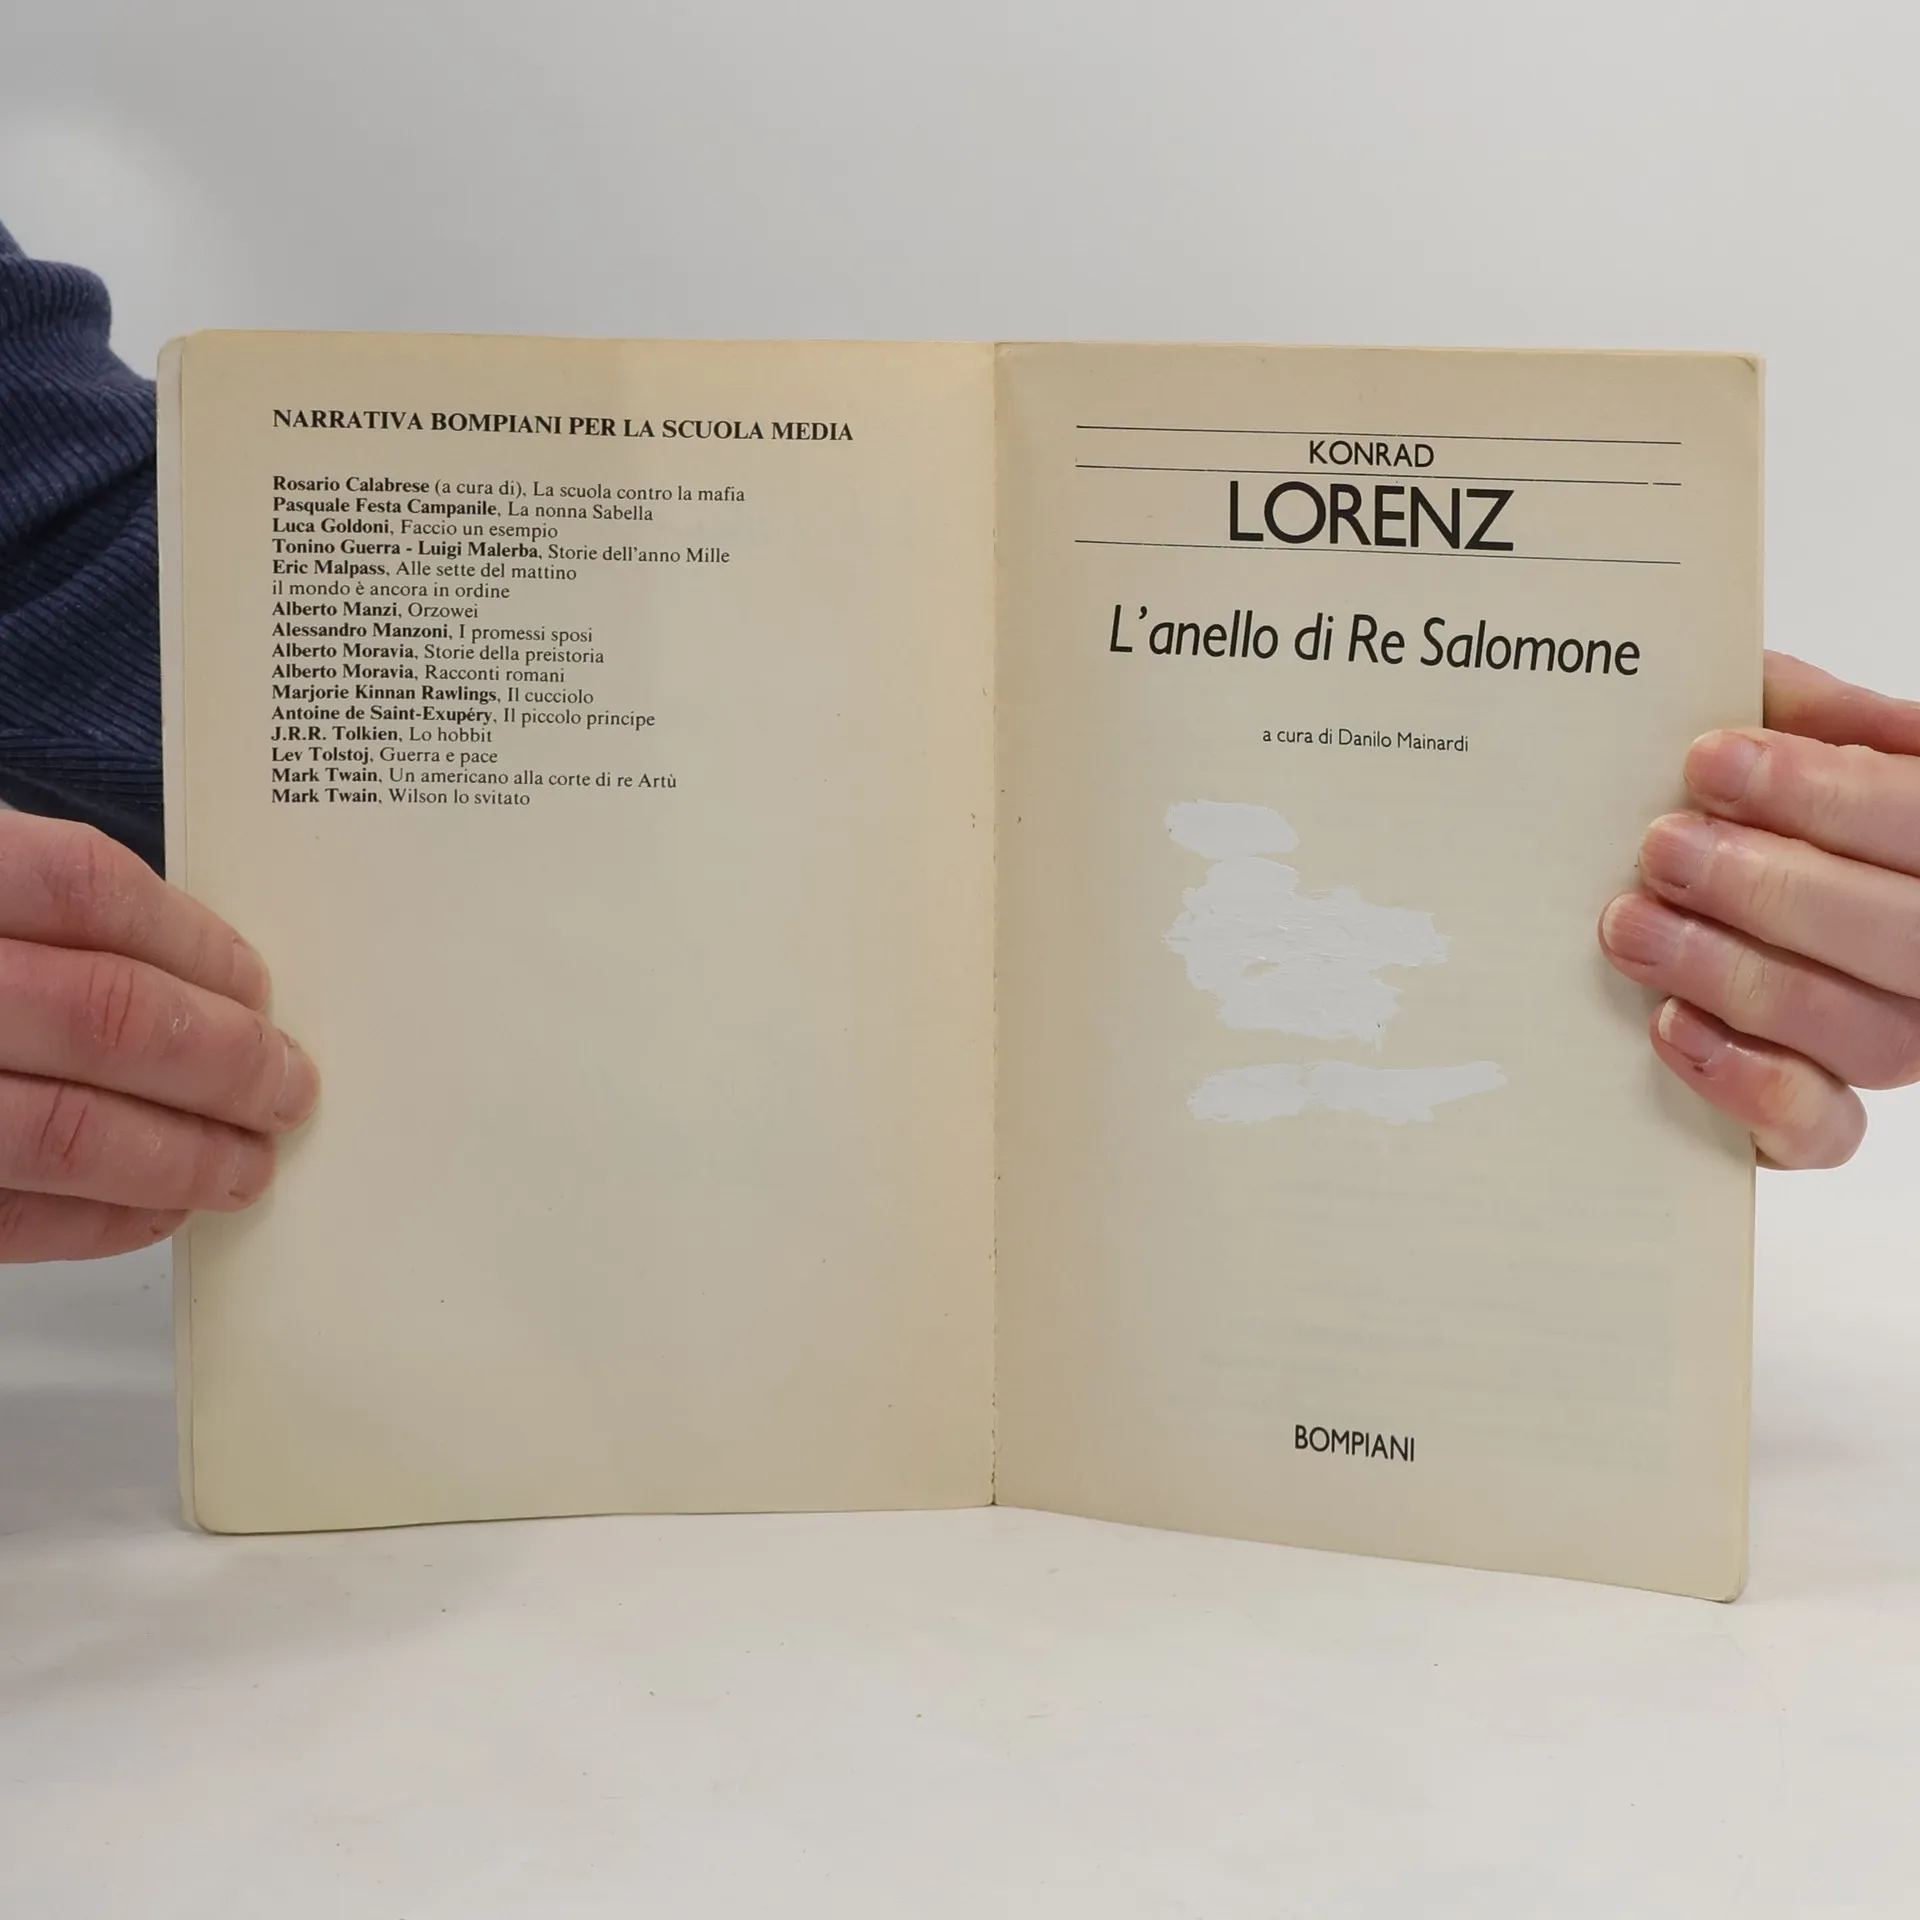 NARRATIVA BOMPIANI PER LA SCUOLA MEDIA
Rosario Calabrese (a cura di), La scuola contro la mafia
Pasquale Festa Campanile, La nonna Sabella
Luca Goldoni, Faccio un esempio
Tonino Guerra - Luigi Malerba, Storie dell'anno Mille
Eric Malpass, Alle sette del mattino
il mondo è ancora in ordine
Alberto Manzi, Orzowei
Alessandro Manzoni, I promessi sposi
Alberto Moravia, Storie della preistoria
Alberto Moravia, Racconti romani
Marjorie Kinnan Rawlings, Il cucciolo
Antoine de Saint-Exupéry, Il piccolo principe
J.R.R. Tolkien, Lo hobbit
Lev Tolstoj, Guerra e pace
Mark Twain, Un americano alla corte di re Artù
Mark Twain, Wilson lo svitato
KONRAD
LORENZ
L'anello di Re Salomone
a cura di Danilo Mainardi
BOMPIANI